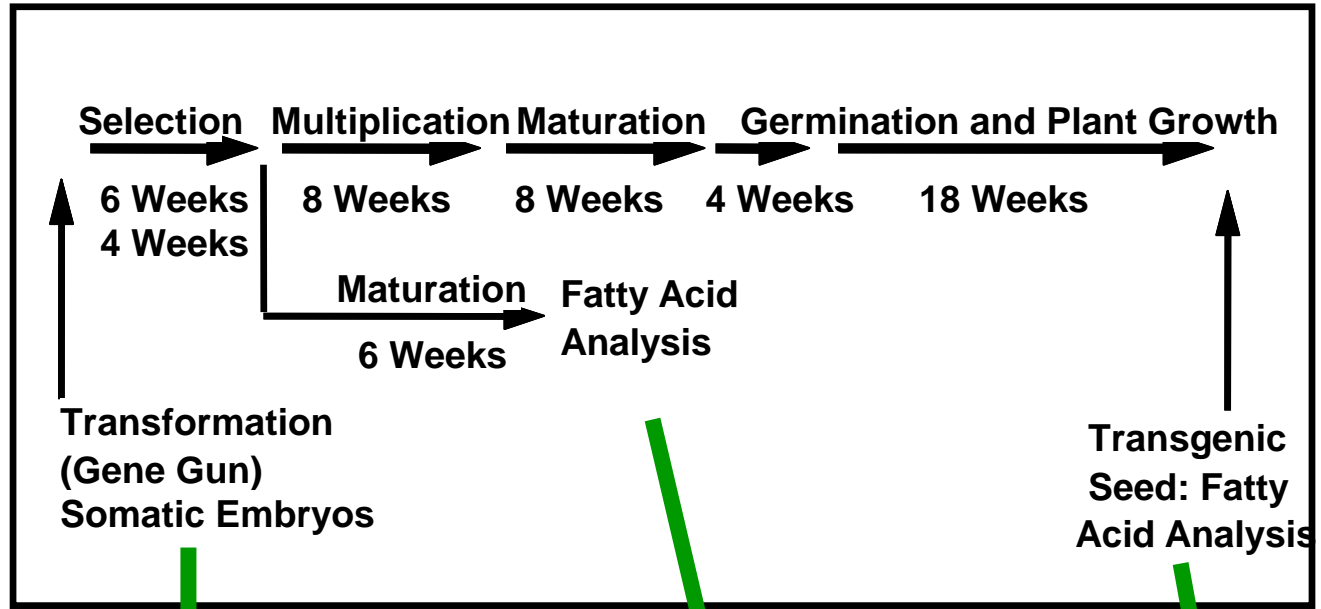 Selection Multiplication Maturation Germination and Plant Growth
6 Weeks 8 Weeks 8 Weeks 4 Weeks 18 Weeks
4 Weeks
Maturation
6 Weeks
Fatty Acid
Analysis
Transformation
(Gene Gun)
Somatic Embryos
Transgenic
Seed: Fatty
Acid Analysis